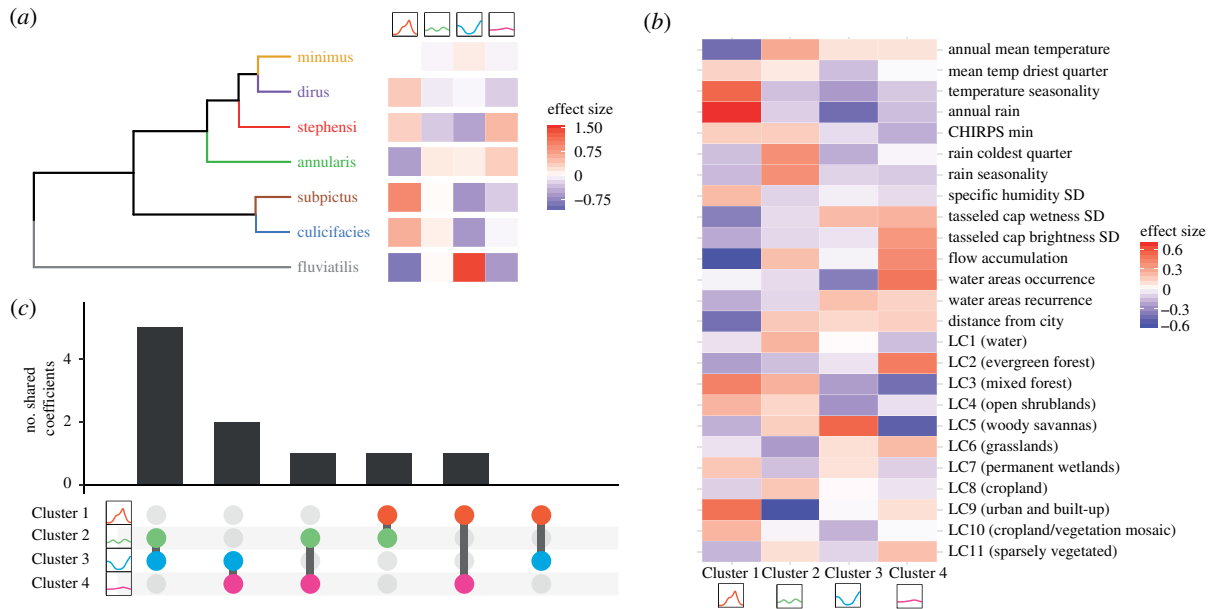 (a)
minimus
dirus
stephensi
annularis
subpictus
culicifacies
fluviatilis
effect size
1.50
0.75
0
−0.75
(b)
annual mean temperature
mean temp driest quarter
temperature seasonality
annual rain
CHIRPS min
rain coldest quarter
rain seasonality
specific humidity SD
tasseled cap wetness SD
tasseled cap brightness SD
flow accumulation
water areas occurrence
water areas recurrence
distance from city
LC1 (water)
LC2 (evergreen forest)
LC3 (mixed forest)
LC4 (open shrublands)
LC5 (woody savannas)
LC6 (grasslands)
LC7 (permanent wetlands)
LC8 (cropland)
LC9 (urban and built-up)
LC10 (cropland/vegetation mosaic)
LC11 (sparsely vegetated)
Cluster 1 Cluster 2 Cluster 3 Cluster 4
effect size
0.6
0.3
0
−0.3
−0.6
(c)
no. shared
coefficients
4
2
0
Cluster 1
Cluster 2
Cluster 3
Cluster 4